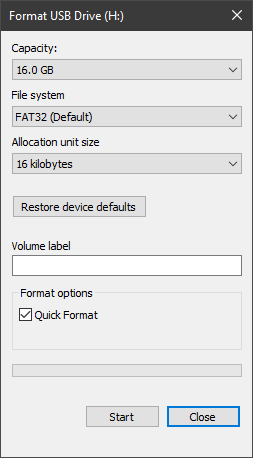 Format USB Drive (H:)
Capacity:
16.0 GB
File system
FAT32 (Default)
Allocation unit size
16 kilobytes
Restore device defaults
Volume label
Format options
Quick Format
Start
Close